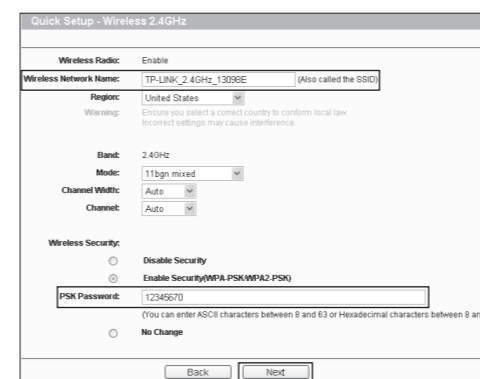 Quick Setup - Wireless 2.4GHz
Wireless Radio: Enable
Wireless Network Name: TP-LINK_2.4GHz_13098E (Also called the SSID)
Region: United States
Warning: Ensure you select a correct country to conform local law.
Incorrect settings may cause interference.
Band: 2.4GHz
Mode: 11bgn mixed
Channel Width: Auto
Channel: Auto
Wireless Security:
Disable Security
Enable Security(WPA-PSK/WPA2-PSK)
PSK Password: 12345670
(You can enter ASCII characters between 8 and 63 or Hexadecimal characters between 8 an
No Change
Back Next